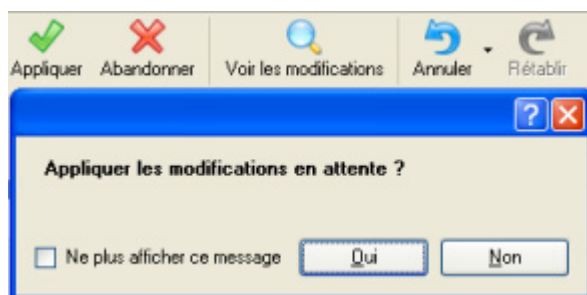 Appliquer Abandonner Voir les modifications Annuler Rétablir
?
Appliquer les modifications en attente ?
Ne plus afficher ce message Oui Non